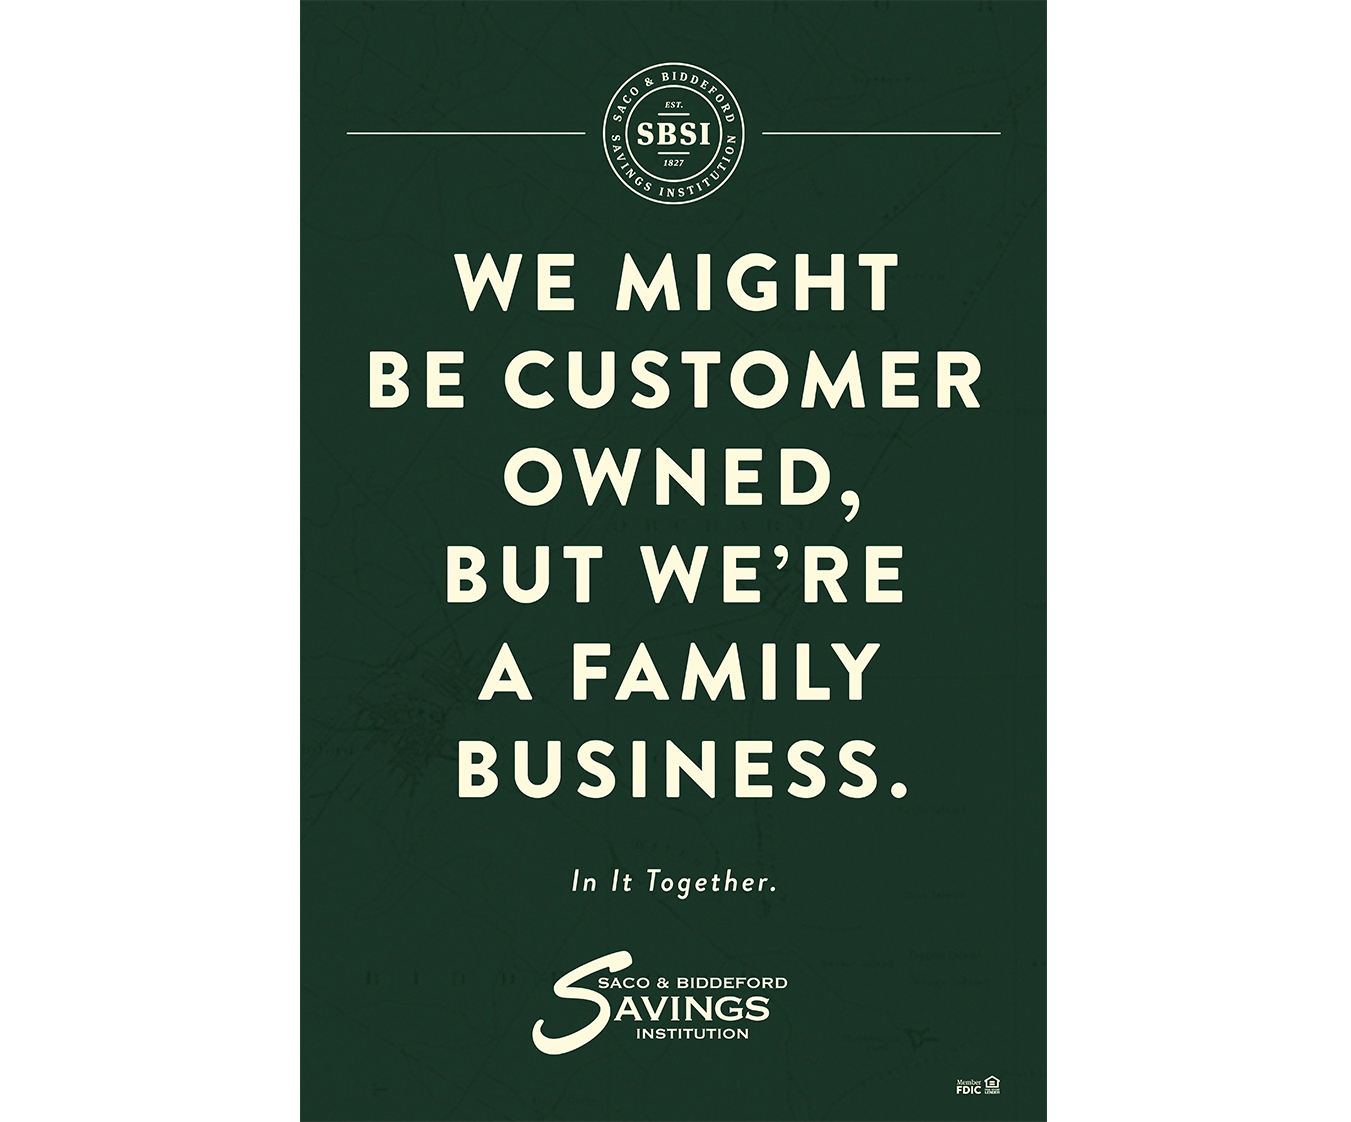 SACO & BIDDEFORD
EST.
SBSI
1827
SAVINGS INSTITUTION
WE MIGHT
BE CUSTOMER
OWNED,
BUT WE’RE
A FAMILY
BUSINESS.
In It Together.
SACO & BIDDEFORD
SAVINGS
INSTITUTION
Member
FDIC
LENDER